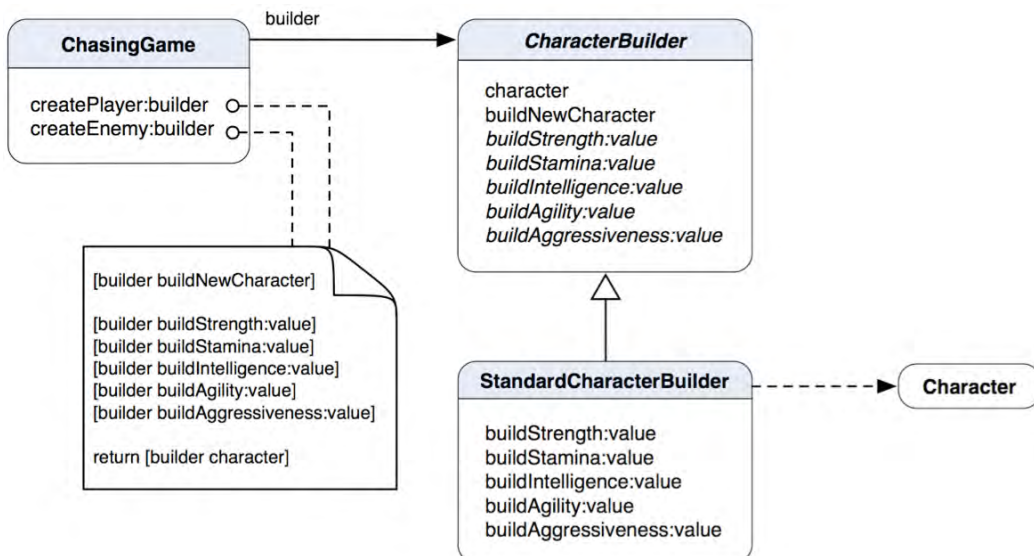 builder
ChasingGame
createPlayer:builder
createEnemy:builder
CharacterBuilder
character
buildNewCharacter
buildStrength:value
buildStamina:value
buildIntelligence:value
buildAgility:value
buildAggressiveness:value
[builder buildNewCharacter]
[builder buildStrength:value]
[builder buildStamina:value]
[builder buildIntelligence:value]
[builder buildAgility:value]
[builder buildAggressiveness:value]
return [builder character]
StandardCharacterBuilder
buildStrength:value
buildStamina:value
buildIntelligence:value
buildAgility:value
buildAggressiveness:value
Character